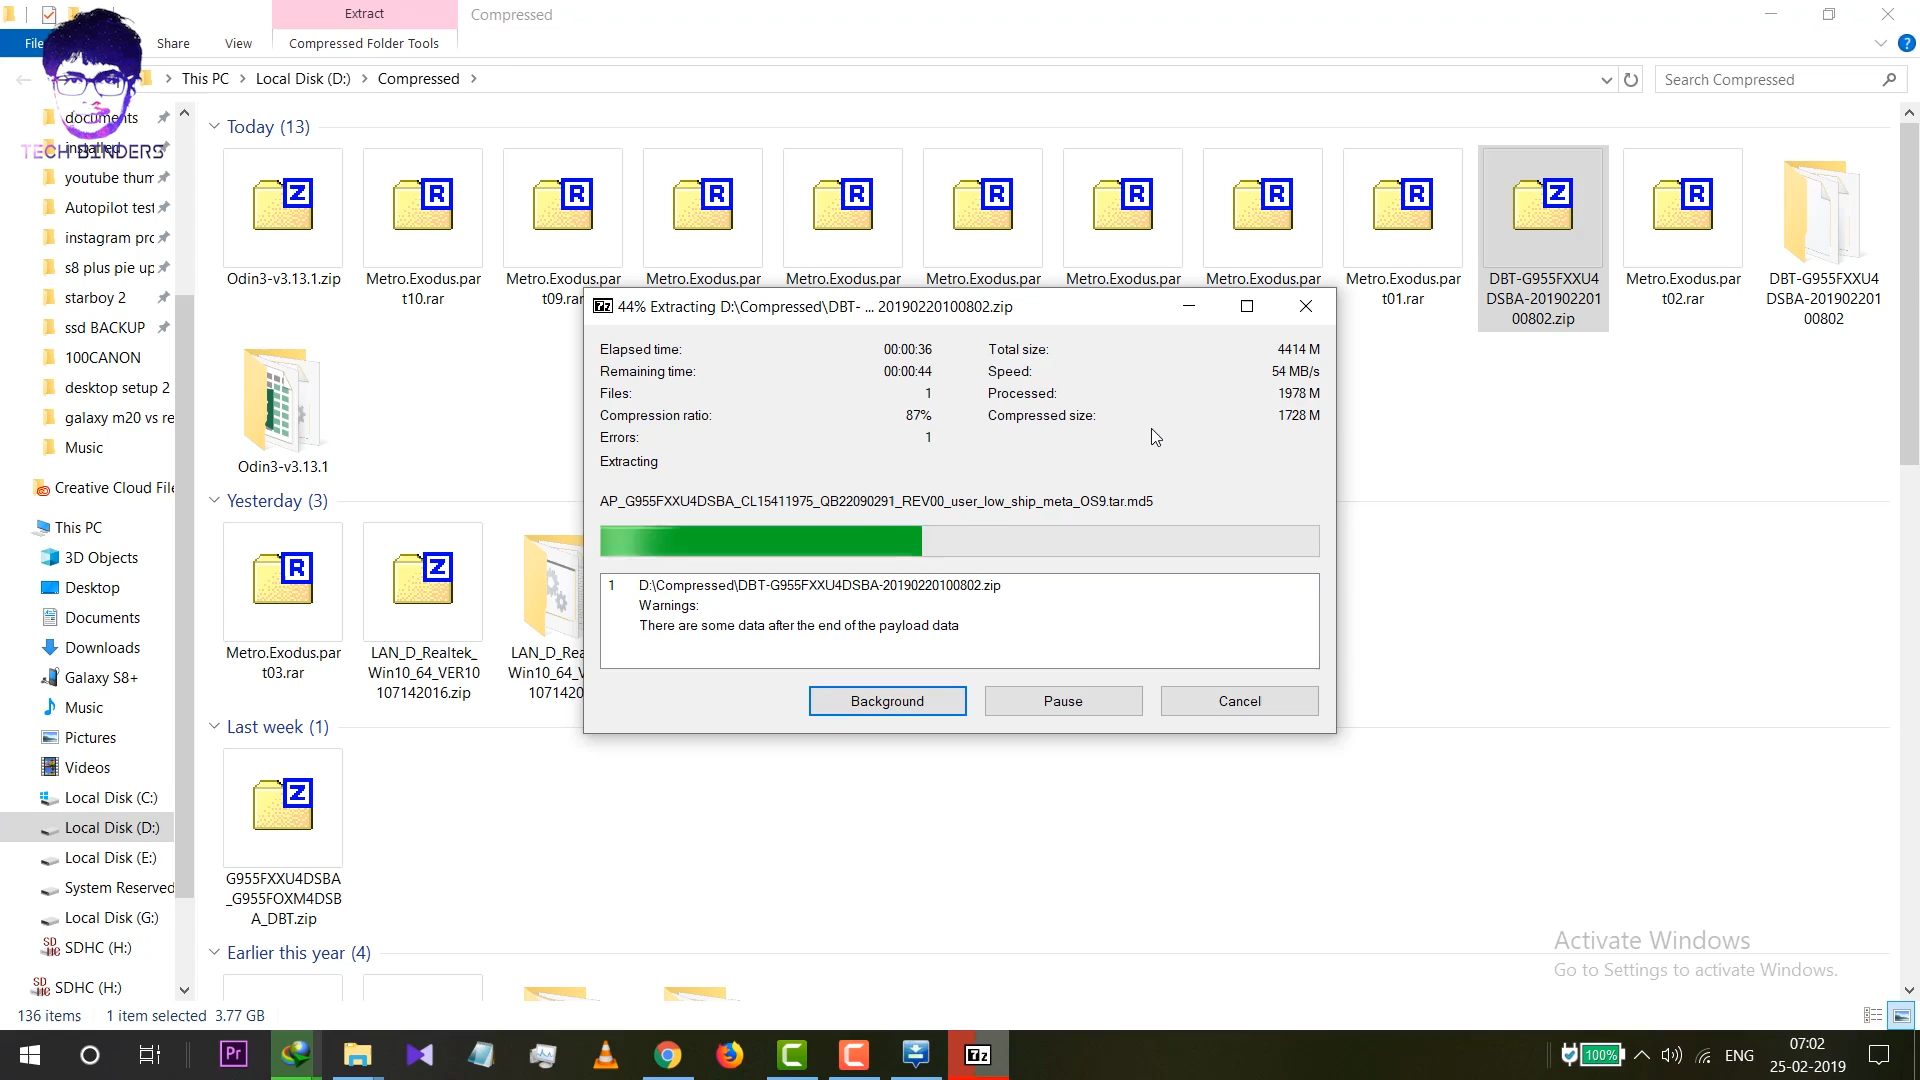 Extract
Compressed
File
Share
View
Compressed Folder Tools
This PC
Local Disk (D:)
Compressed
Search Compressed
TECH BINDERS
documents
installed
youtube thum
Autopilot test
instagram pro
s8 plus pie up
starboy 2
ssd BACKUP
100CANON
desktop setup 2
galaxy m20 vs re
Music
Creative Cloud File
This PC
3D Objects
Desktop
Documents
Downloads
Galaxy S8+
Music
Pictures
Videos
Local Disk (C:)
Local Disk (D:)
Local Disk (E:)
System Reserved
Local Disk (G:)
SDHC (H:)
SDHC (H:)
Today (13)
Odin3-v3.13.1.zip
Metro.Exodus.par
t10.rar
Metro.Exodus.par
t09.rar
Metro.Exodus.par
Metro.Exodus.par
Metro.Exodus.par
Metro.Exodus.par
Metro.Exodus.par
Metro.Exodus.par
t01.rar
DBT-G955FXXU4
DSBA-201902201
00802.zip
Metro.Exodus.par
t02.rar
DBT-G955FXXU4
DSBA-201902201
00802
Odin3-v3.13.1
Yesterday (3)
Metro.Exodus.par
t03.rar
LAN_D_Realtek_
Win10_64_VER10
107142016.zip
LAN_D_Rea
Win10_64_V
1071420
Last week (1)
G955FXXU4DSBA
_G955FOXM4DSB
A_DBT.zip
Earlier this year (4)
44% Extracting D:\Compressed\DBT- ... 20190220100802.zip
Elapsed time: 00:00:36 Total size: 4414 M
Remaining time: 00:00:44 Speed: 54 MB/s
Files: 1 Processed: 1978 M
Compression ratio: 87% Compressed size: 1728 M
Errors: 1
Extracting
AP_G955FXXU4DSBA_CL15411975_QB22090291_REV00_user_low_ship_meta_OS9.tar.md5
1 D:\Compressed\DBT-G955FXXU4DSBA-20190220100802.zip
Warnings:
There are some data after the end of the payload data
Background
Pause
Cancel
Activate Windows
Go to Settings to activate Windows.
136 items 1 item selected 3.77 GB
Pr
7z
100%
ENG
07:02
25-02-2019